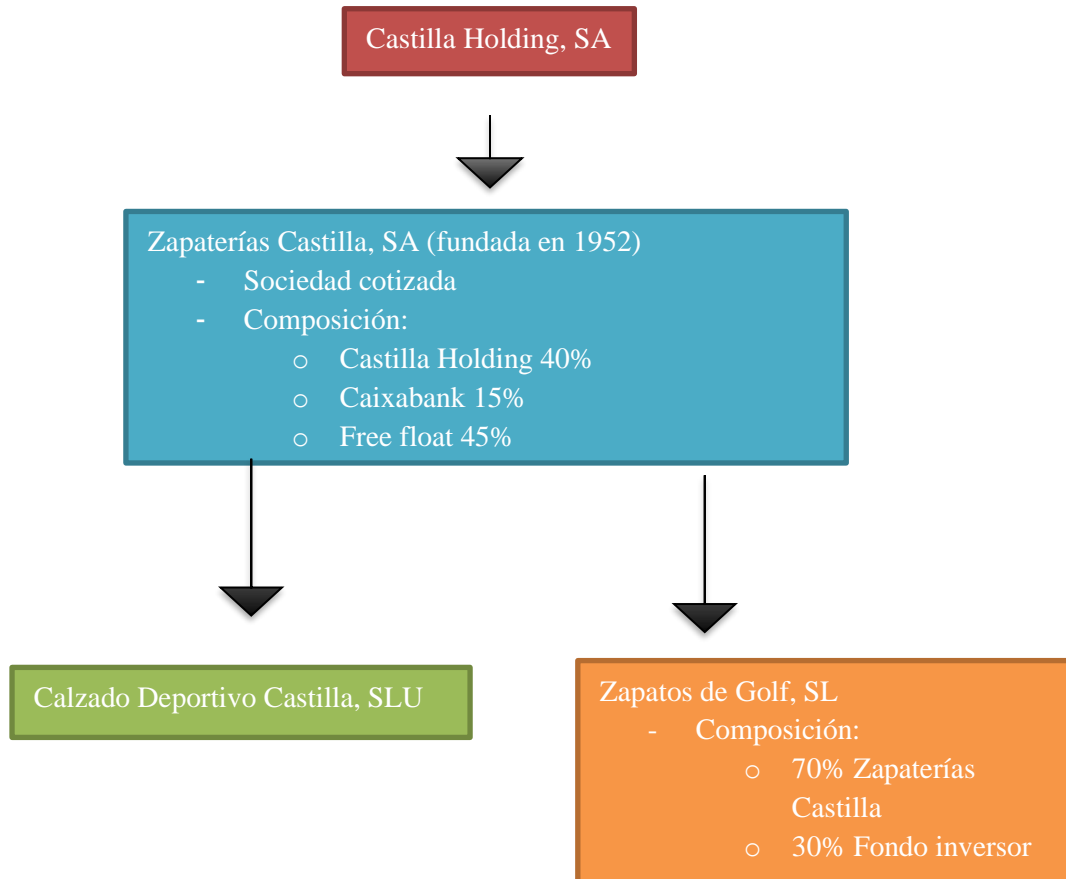 Castilla Holding, SA
Zapaterías Castilla, SA (fundada en 1952)
- Sociedad cotizada
- Composición:
o Castilla Holding 40%
o Caixabank 15%
o Free float 45%
Calzado Deportivo Castilla, SLU
Zapatos de Golf, SL
- Composición:
o 70% Zapaterías
Castilla
o 30% Fondo inversor